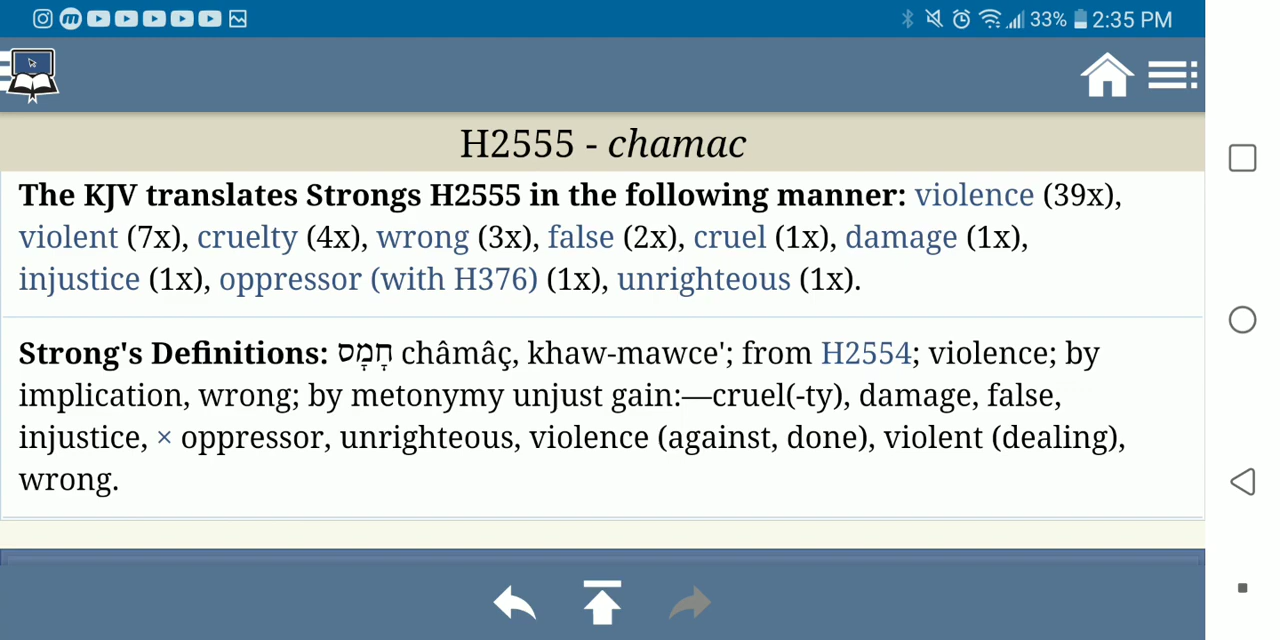 33% 2:35 PM
H2555 - chamac
The KJV translates Strongs H2555 in the following manner: violence (39x),
violent (7x), cruelty (4x), wrong (3x), false (2x), cruel (1x), damage (1x),
injustice (1x), oppressor (with H376) (1x), unrighteous (1x).
Strong's Definitions: חָמָס châmâç, khaw-mawce'; from H2554; violence; by
implication, wrong; by metonymy unjust gain:—cruel(-ty), damage, false,
injustice, × oppressor, unrighteous, violence (against, done), violent (dealing),
wrong.